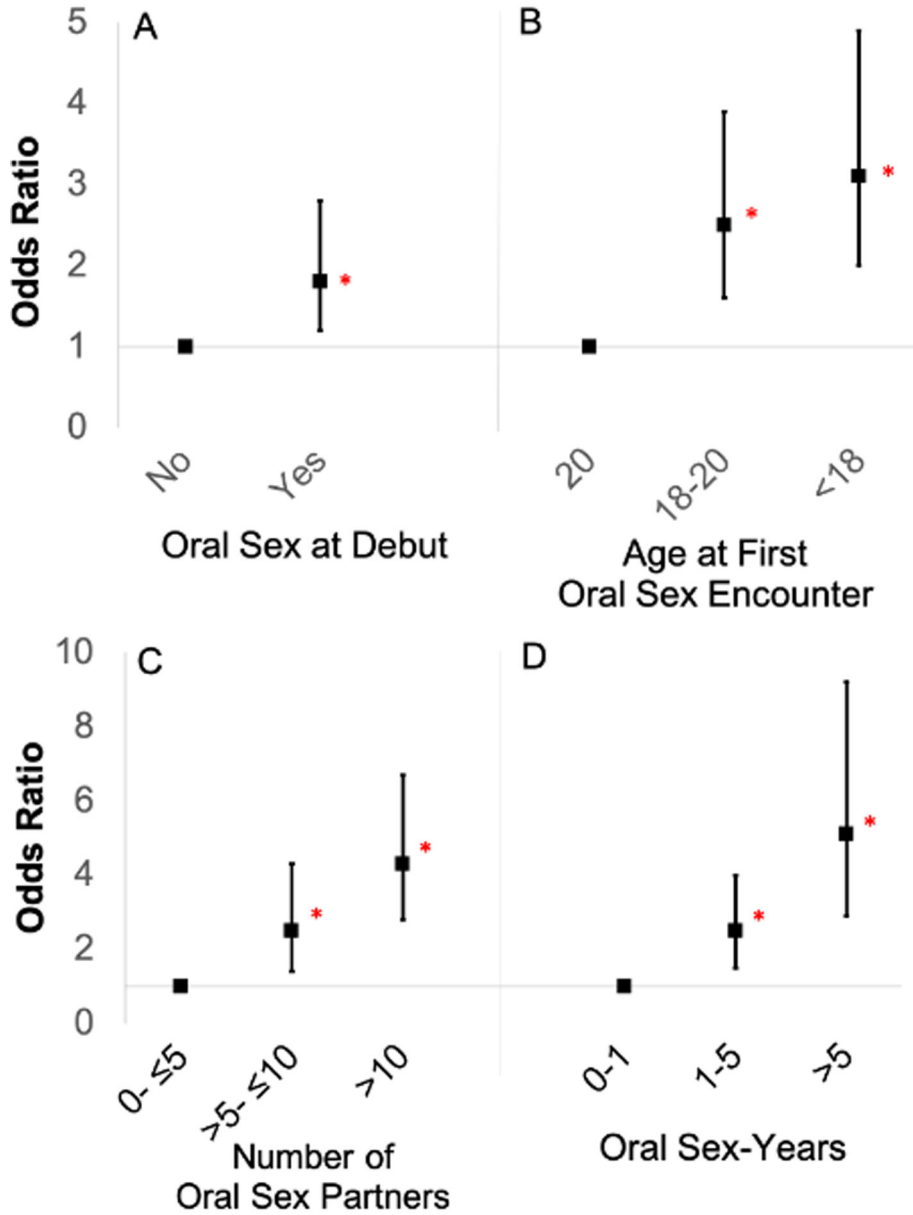 A
B
Odds Ratio
5
4
3
2
1
0
*
*
*
No
Yes
20
18-20
<18
Oral Sex at Debut
Age at First
Oral Sex Encounter
C
D
Odds Ratio
10
8
6
4
2
0
*
*
*
*
0- ≤5
>5- ≤10
>10
0-1
1-5
>5
Number of
Oral Sex Partners
Oral Sex-Years